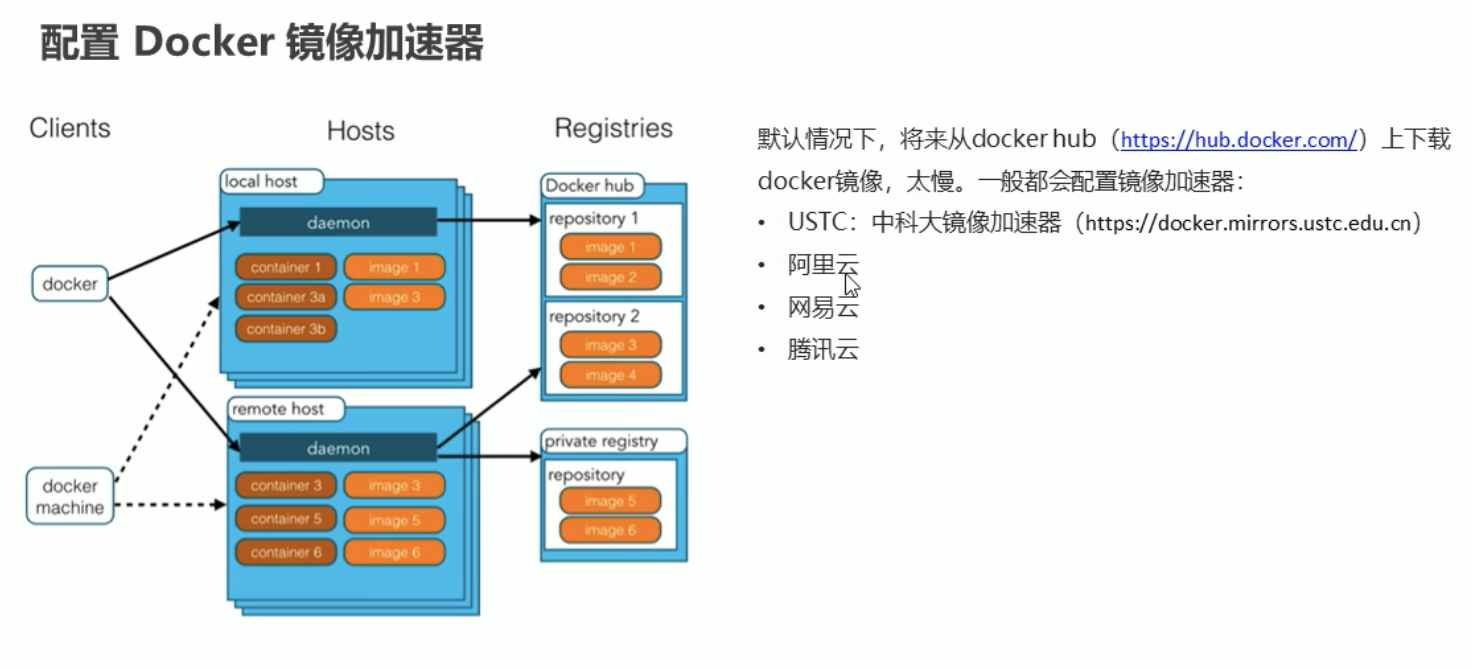 配置 Docker 镜像加速器
Clients
Hosts
Registries
local host
daemon
container 1
image 1
container 3a
image 3
container 3b
docker
remote host
daemon
container 3
image 3
container 5
image 5
container 6
image 6
docker
machine
Docker hub
repository 1
image 1
image 2
repository 2
image 3
image 4
private registry
repository
image 5
image 6
默认情况下，将来从docker hub（https://hub.docker.com/）上下载
docker镜像，太慢。一般都会配置镜像加速器：
• USTC：中科大镜像加速器（https://docker.mirrors.ustc.edu.cn）
• 阿里云
• 网易云
• 腾讯云